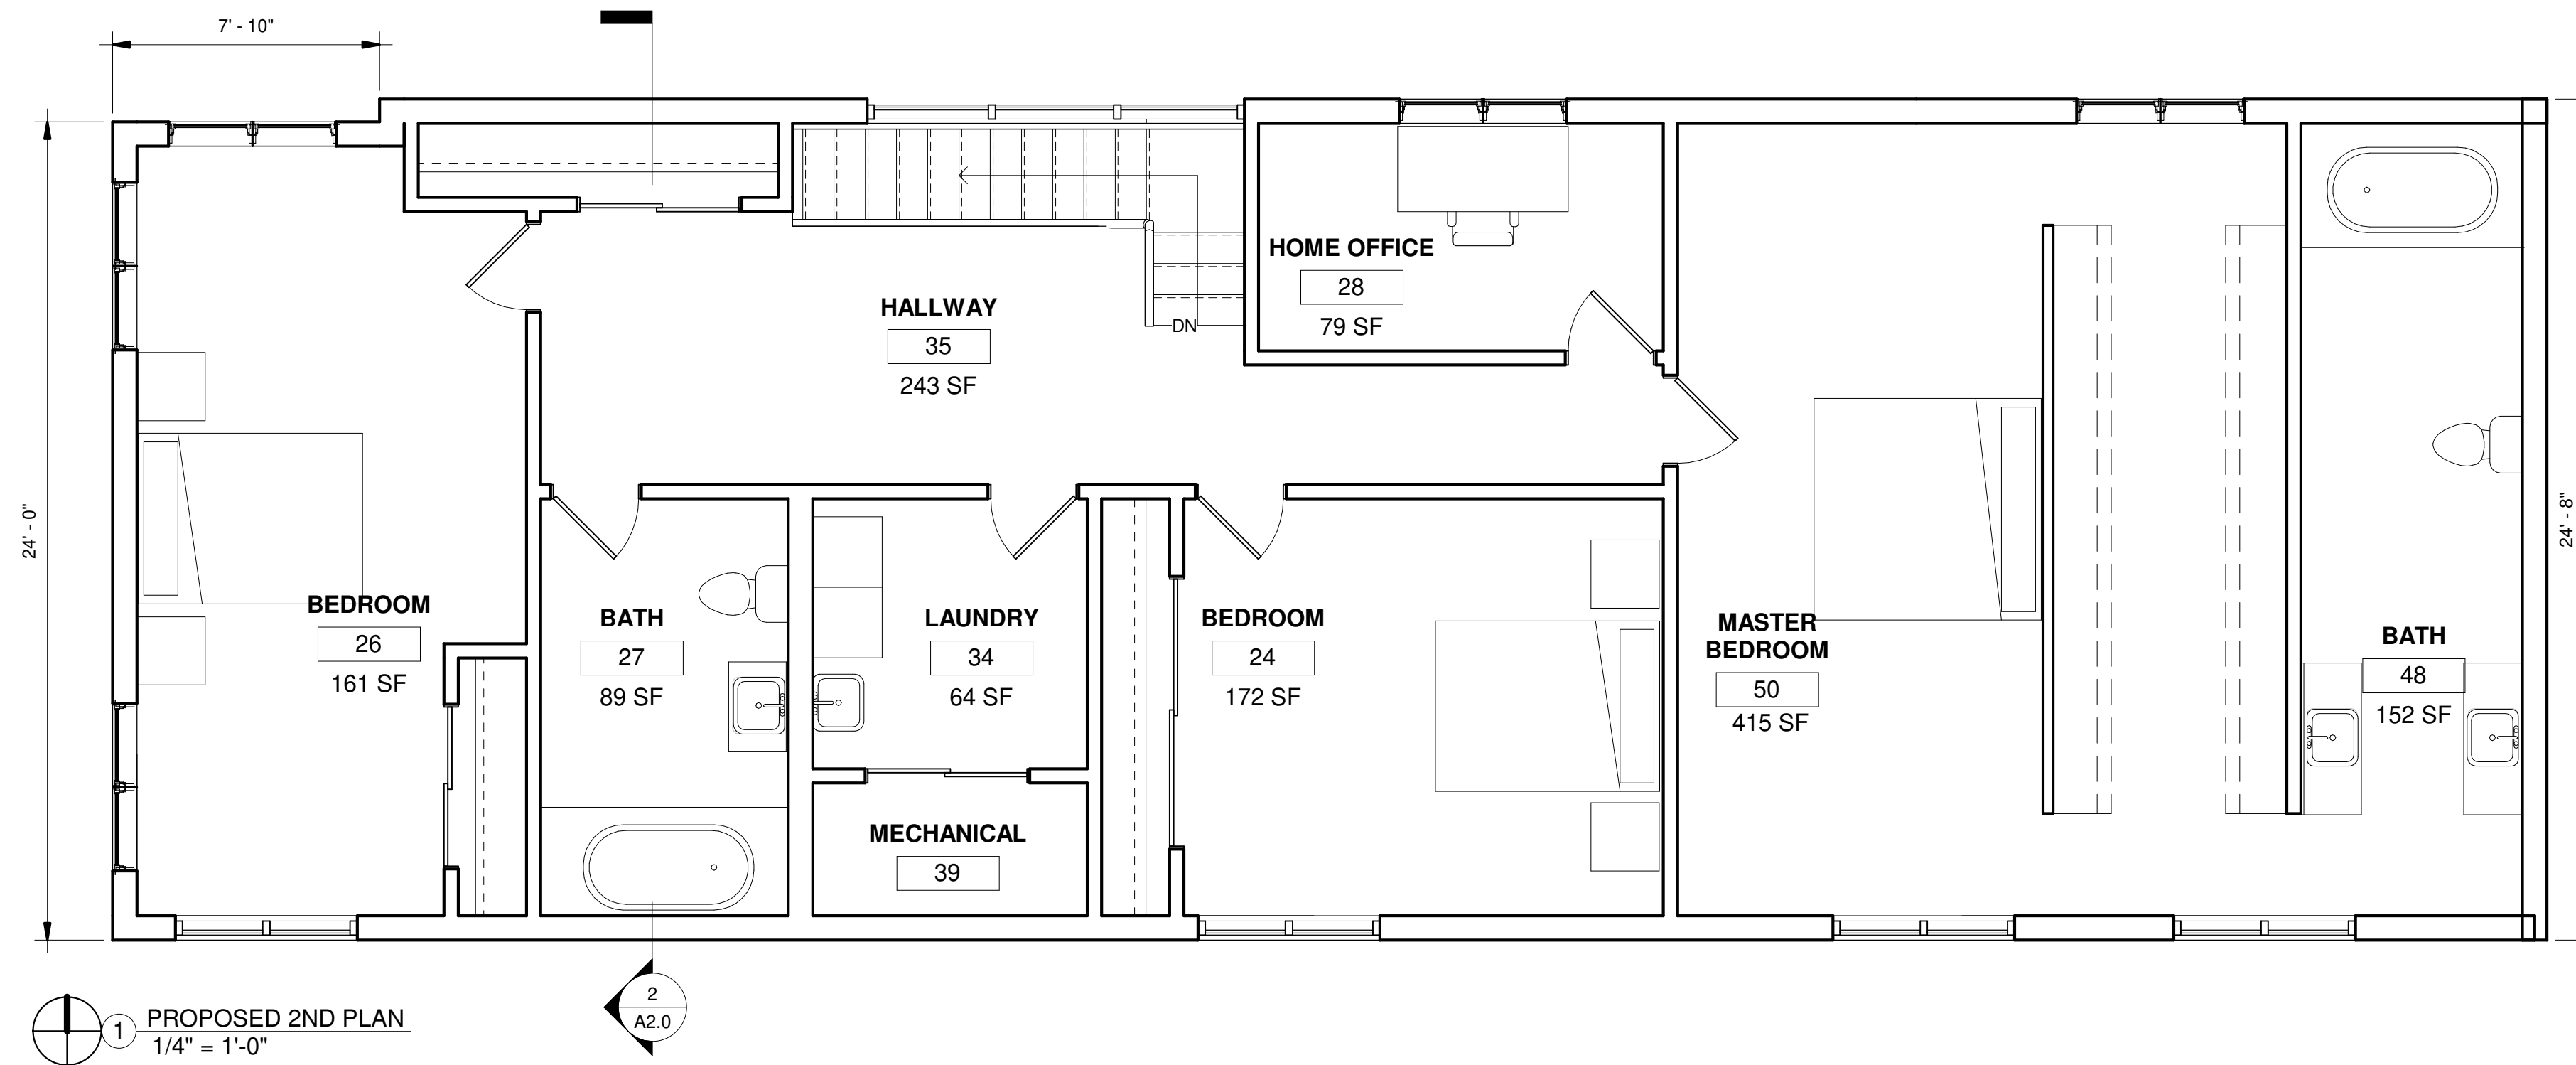 7' - 10"
24' - 0"
HALLWAY
35
243 SF
DN
HOME OFFICE
28
79 SF
24' - 8"
BEDROOM
26
161 SF
BATH
27
89 SF
LAUNDRY
34
64 SF
BEDROOM
24
172 SF
MASTER
BEDROOM
50
415 SF
BATH
48
152 SF
MECHANICAL
39
2
A2.0
1
PROPOSED 2ND PLAN
1/4" = 1'-0"